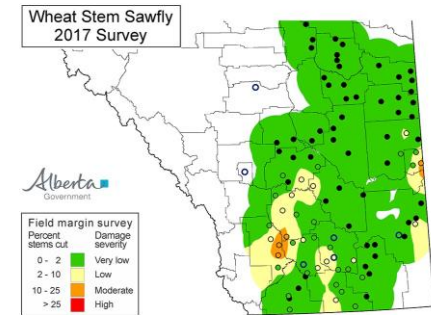 Wheat Stem Sawfly
2017 Survey
Alberta
Government
Field margin survey
Percent Damage
stems cut severity
0 - 2 Very low
2 - 10 Low
10 - 25 Moderate
> 25 High